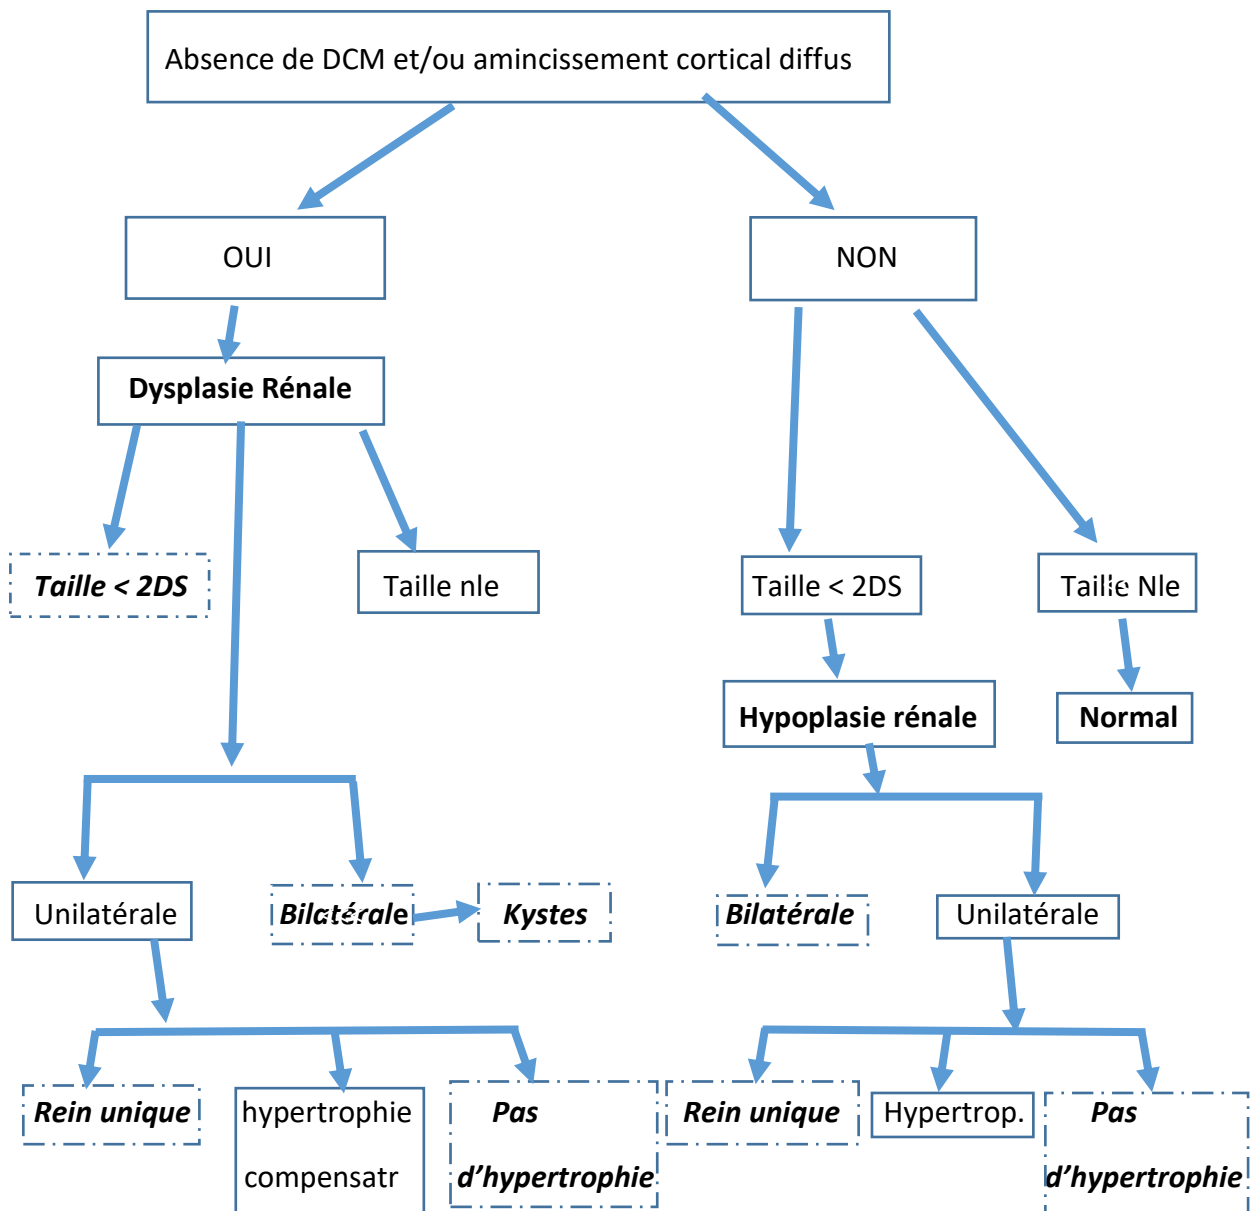 Absence de DCM et/ou amincissement cortical diffus
OUI
NON
Dysplasie Rénale
Taille < 2DS
Taille nle
Taille < 2DS
Taille Nle
Hypoplasie rénale
Normal
Unilatérale
Bilatérale
Kystes
Bilatérale
Unilatérale
Rein unique
hypertrophie
compensatr
Pas
d’hypertrophie
Rein unique
Hypertrop.
Pas
d’hypertrophie